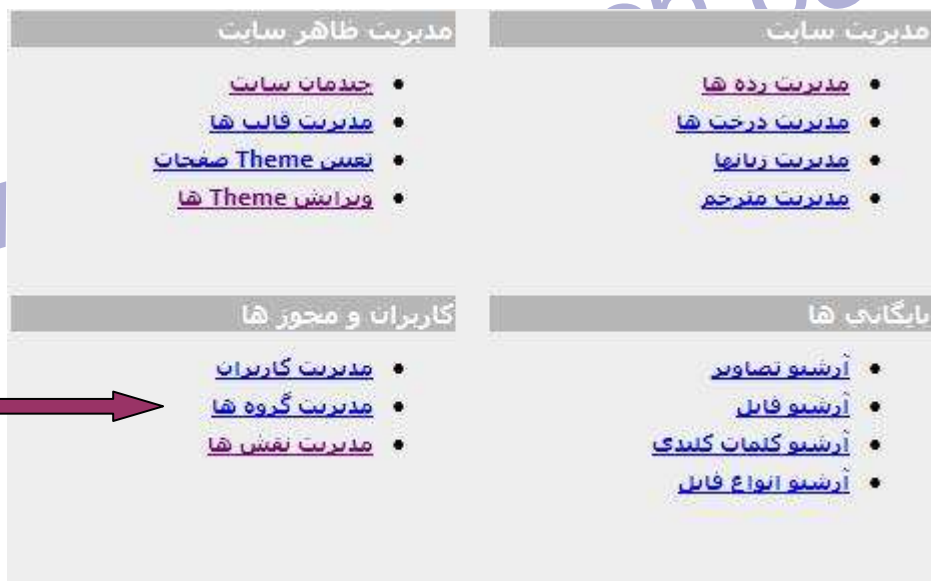 مدیریت سایت
مدیریت رده ها
مدیریت درخت ها
مدیریت زبانها
مدیریت مترجم
مدیریت ظاهر سایت
چیدمان سایت
مدیریت قالب ها
تعیین Theme صفحات
ویرایش Theme ها
بایگانی ها
آرشیو تصاویر
آرشیو فایل
آرشیو کلمات کلیدی
آرشیو انواع فایل
کاربران و مجوز ها
مدیریت کاربران
مدیریت گروه ها
مدیریت نقش ها